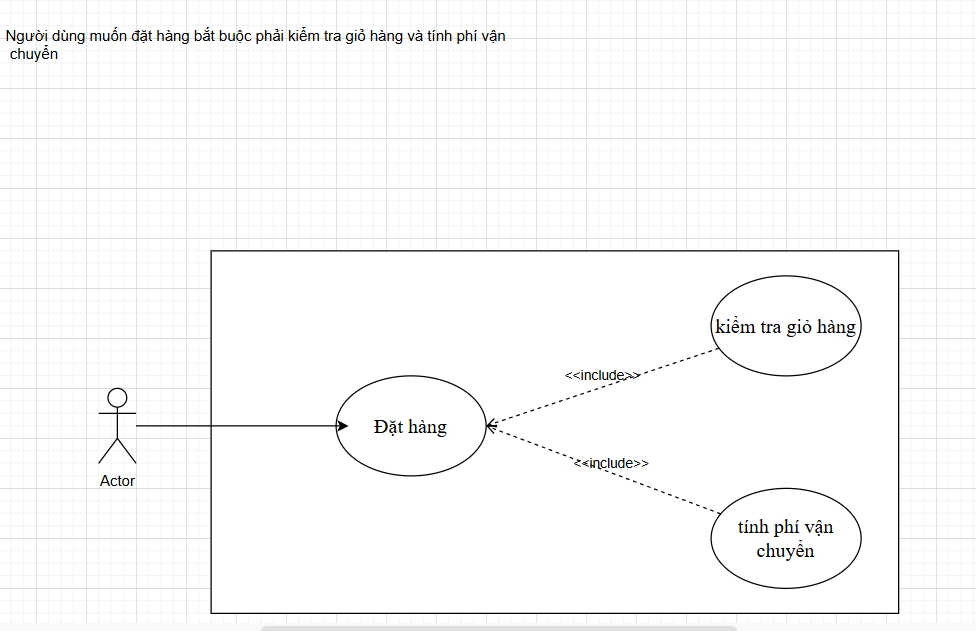 Người dùng muốn đặt hàng bắt buộc phải kiểm tra giỏ hàng và tính phí vận
chuyển
kiểm tra giỏ hàng
<<include>>
Đặt hàng
<<include>>
Actor
tính phí vận
chuyển